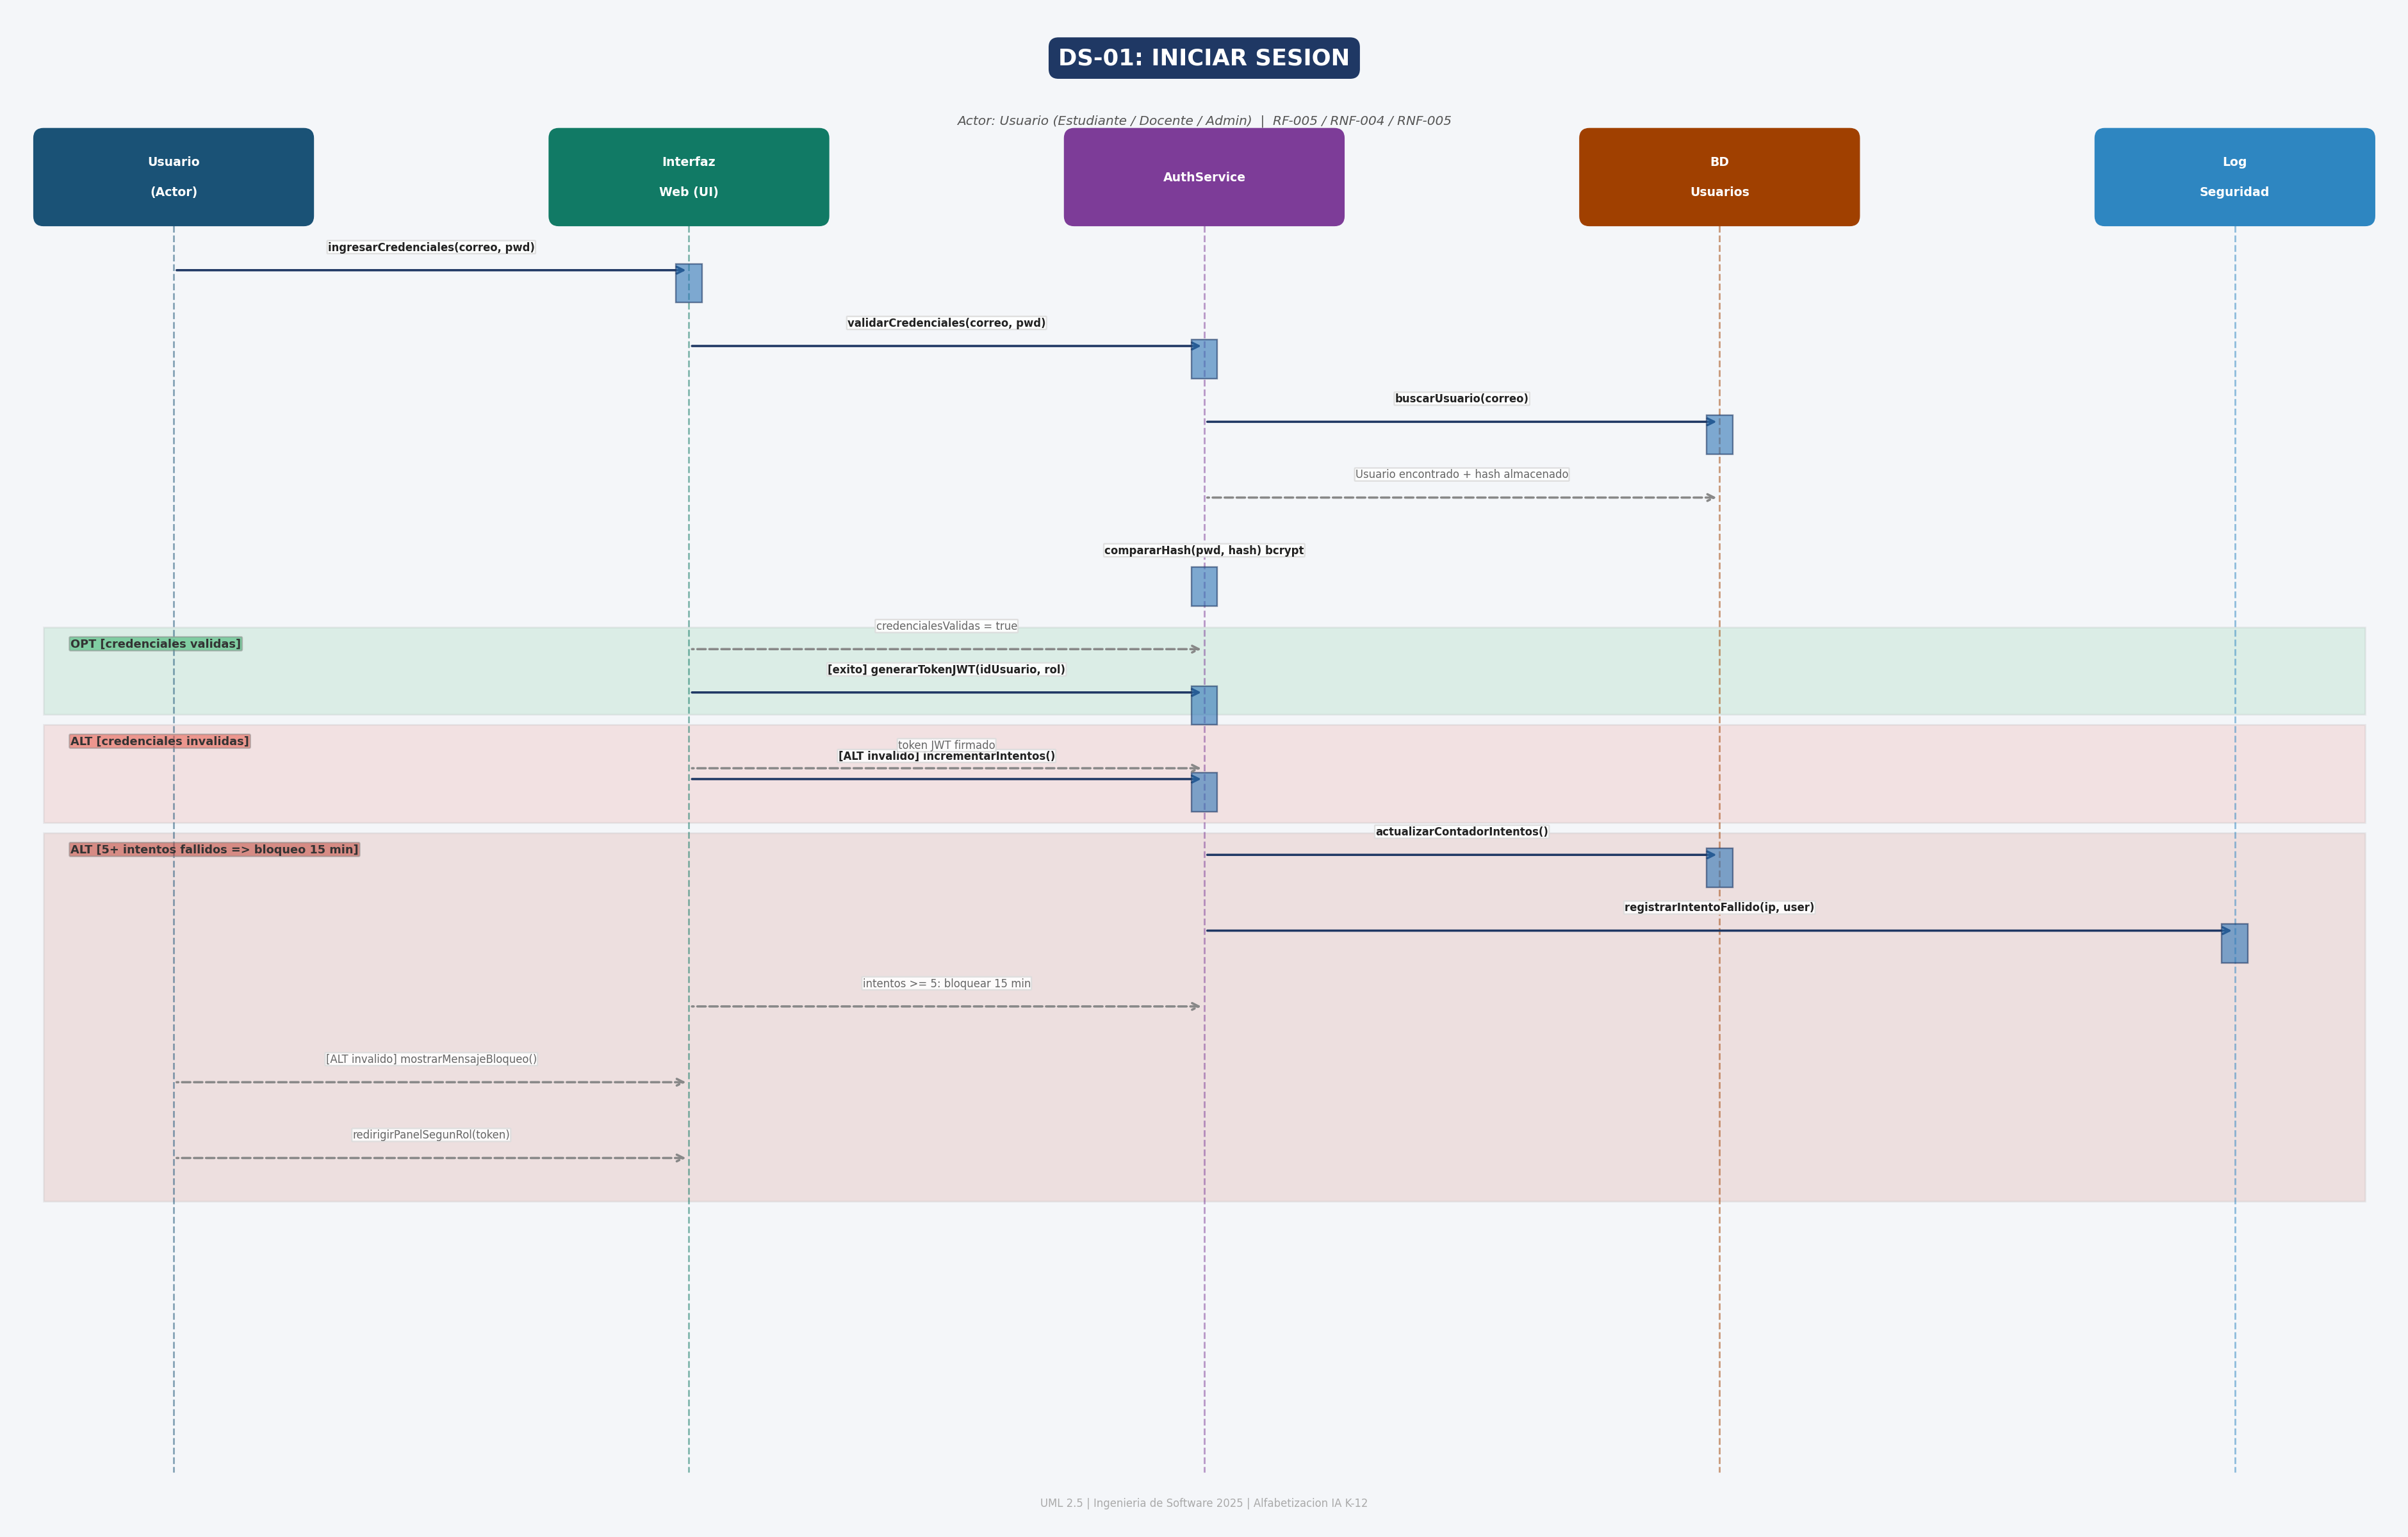 DS-01: INICIAR SESION
Actor: Usuario (Estudiante / Docente / Admin) | RF-005 / RNF-004 / RNF-005
Usuario
(Actor)
Interfaz
Web (UI)
AuthService
BD
Usuarios
Log
Seguridad
ingresarCredenciales(correo, pwd)
validarCredenciales(correo, pwd)
buscarUsuario(correo)
Usuario encontrado + hash almacenado
compararHash(pwd, hash) bcrypt
credencialesValidas = true
OPT [credenciales validas]
[exito] generarTokenJWT(idUsuario, rol)
ALT [credenciales invalidas]
token JWT firmado
[ALT invalido] incrementarIntentos()
actualizarContadorIntentos()
ALT [5+ intentos fallidos => bloqueo 15 min]
registrarIntentoFallido(ip, user)
intentos >= 5: bloquear 15 min
[ALT invalido] mostrarMensajeBloqueo()
redirigirPanelSegunRol(token)
UML 2.5 | Ingenieria de Software 2025 | Alfabetizacion IA K-12